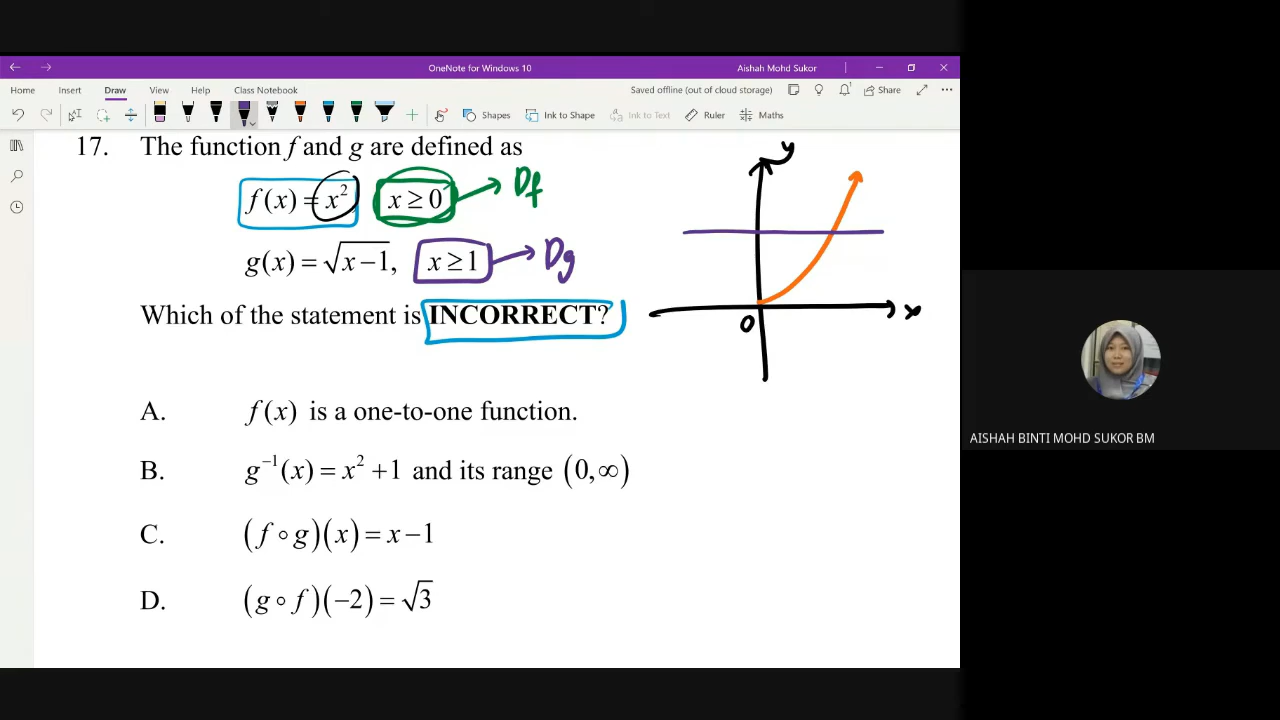 OneNote for Windows 10
Aishah Mohd Sukor
Home Insert Draw View Help Class Notebook
Saved offline (out of cloud storage) Share
Shapes Ink to Shape Ink to Text Ruler Maths
17. The function f and g are defined as
f(x) = x² x ≥ 0 → Df
g(x) = √(x−1), x ≥ 1 → Dg
Which of the statement is INCORRECT?
y
x
0
A. f(x) is a one-to-one function.
B. g⁻¹(x) = x² + 1 and its range (0, ∞)
C. (f ∘ g)(x) = x − 1
D. (g ∘ f)(−2) = √3
AISHAH BINTI MOHD SUKOR BM